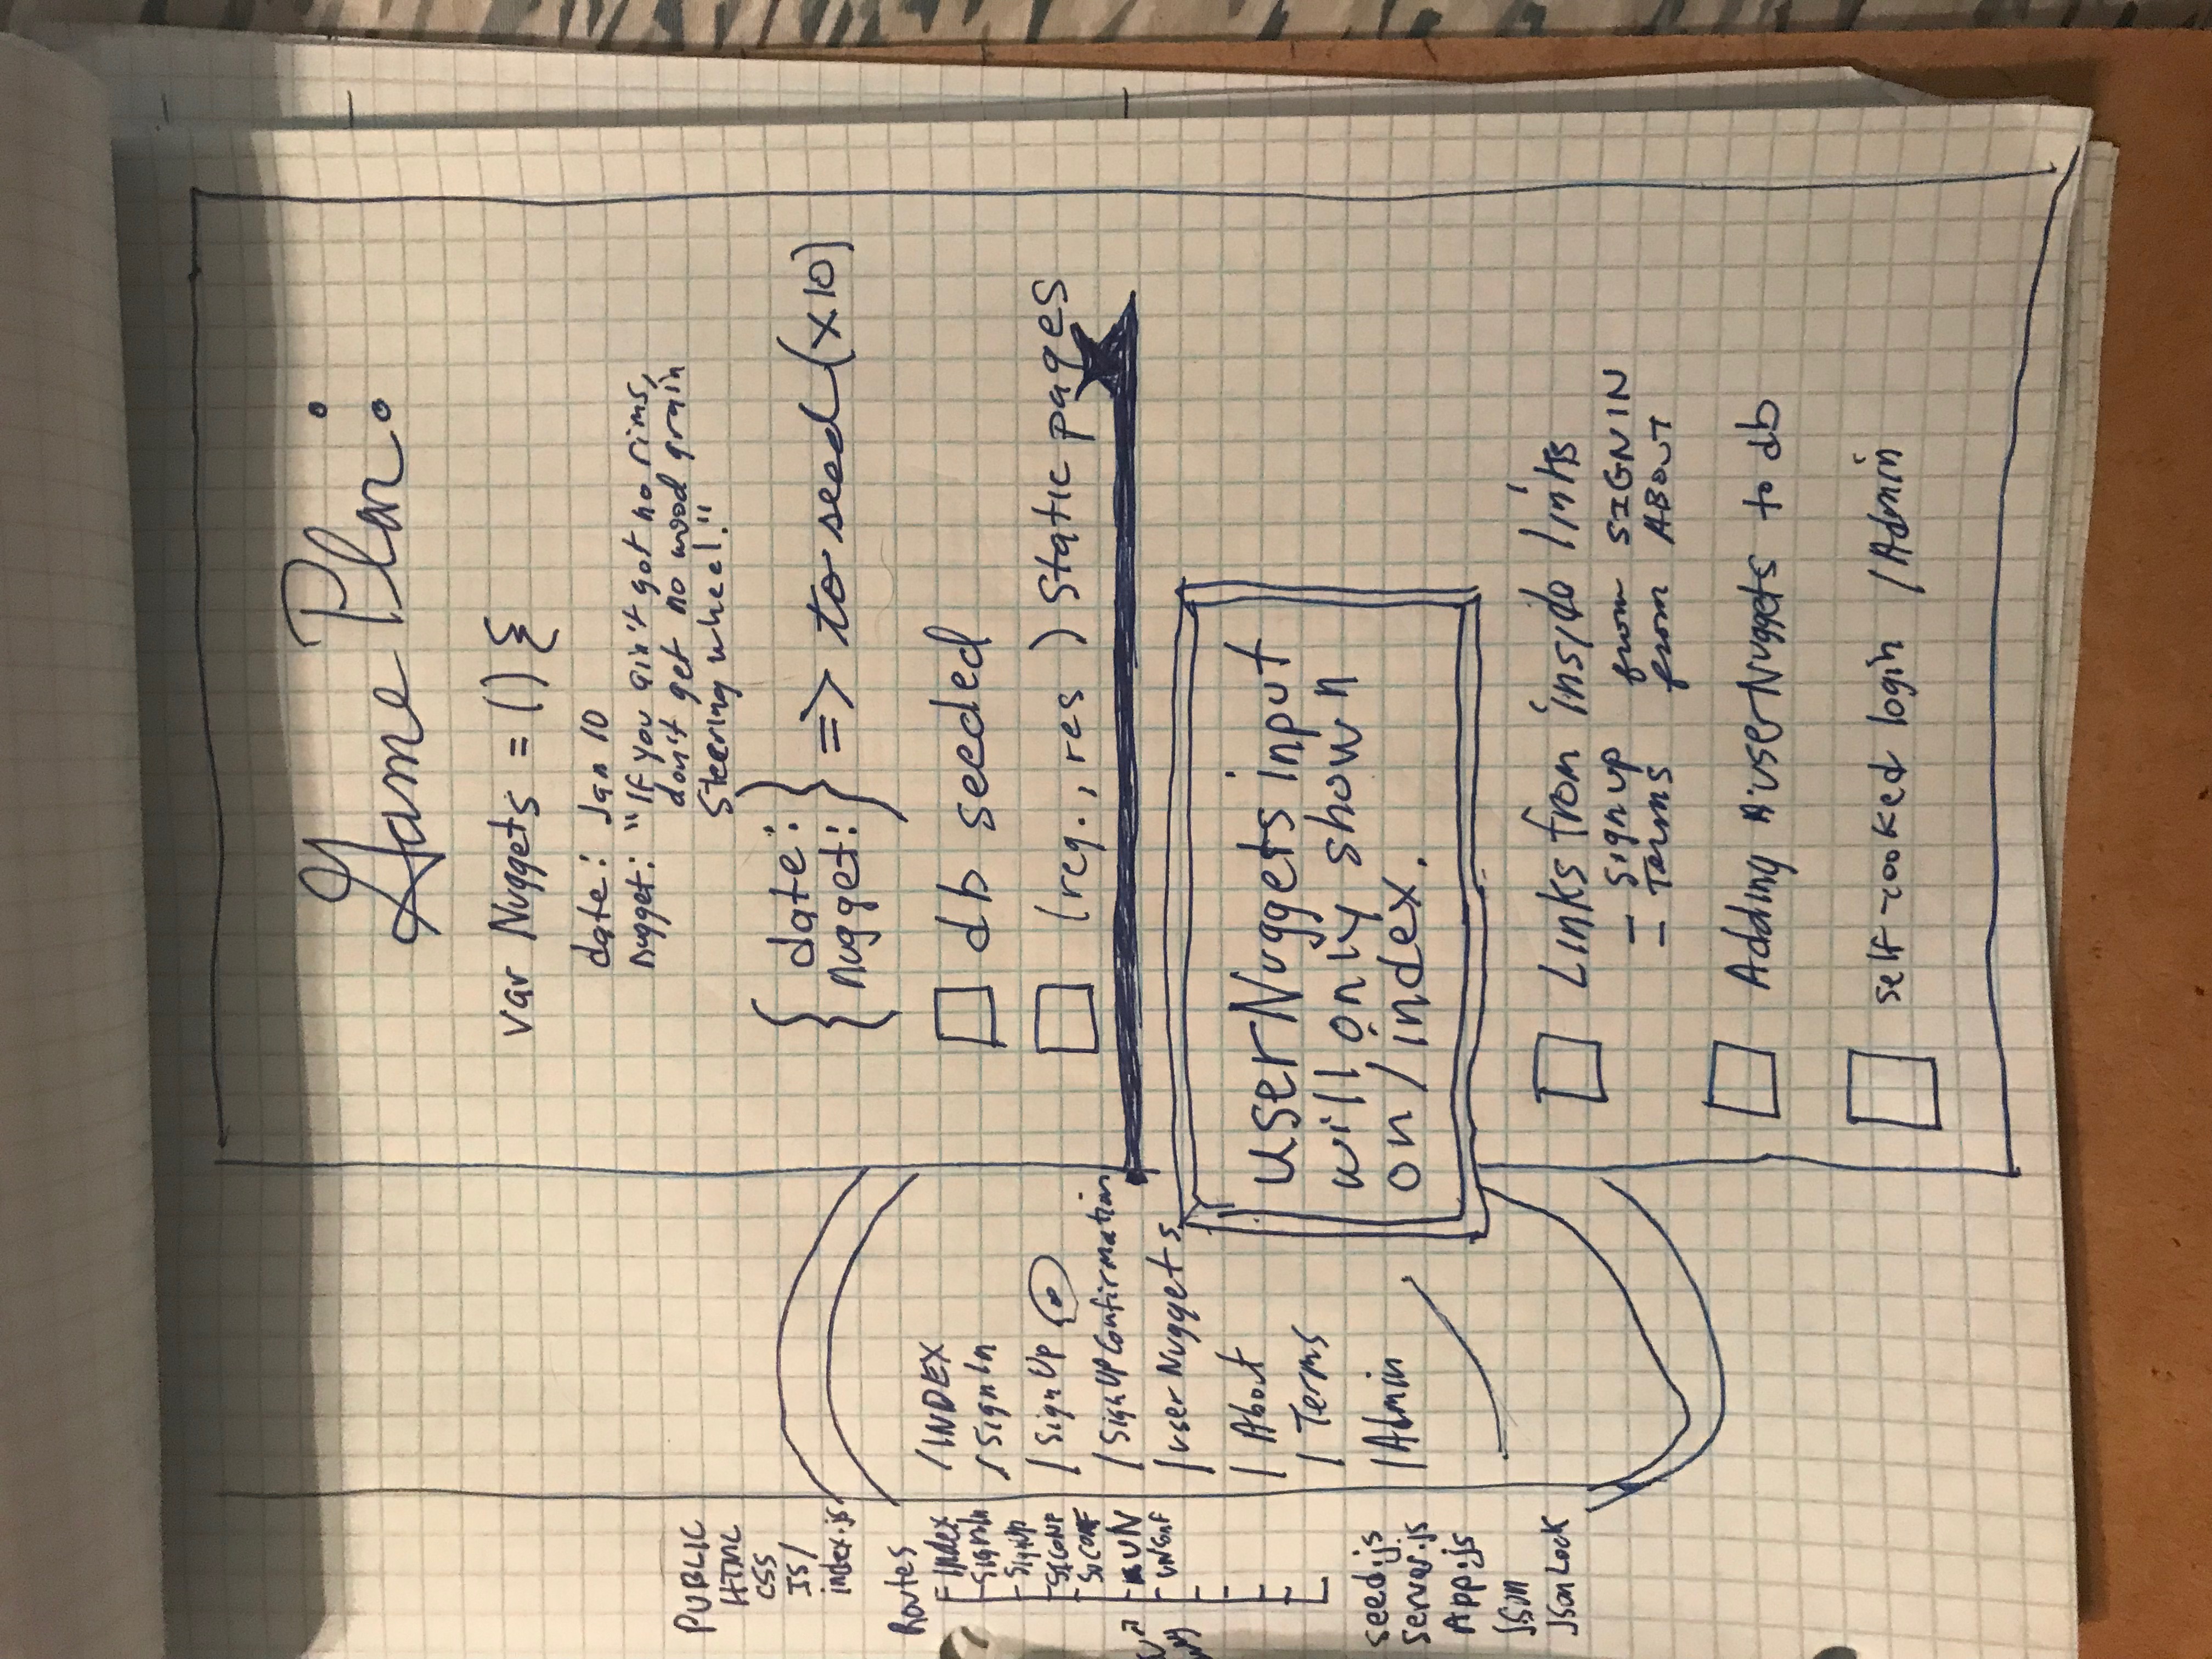 Game Plan:
var Nuggets = () {
date: Jan 10
nugget: "If you ain't got no rims,
don't get no wood grain
Steering wheel."
{ date:
nugget: } => to seed (x10)
db seeded
(req., res ) Static pages
userNuggets input
will only shown
on /index.
Links from inside links
- Sign up from SIGN IN
- Terms from ABOUT
Adding userNuggets to db
self-cooked login /Admin
/INDEX
/SignIn
/SignUp
/SignUPConfirmation
/userNuggets
/About
/Terms
/Admin
PUBLIC
HTML
CSS
JS/
index.js
Routes
Index
SignIn
SignUp
SICONF
SUCONF
UN
UNConf
seed.js
server.js
App.js
Json
Json Lock